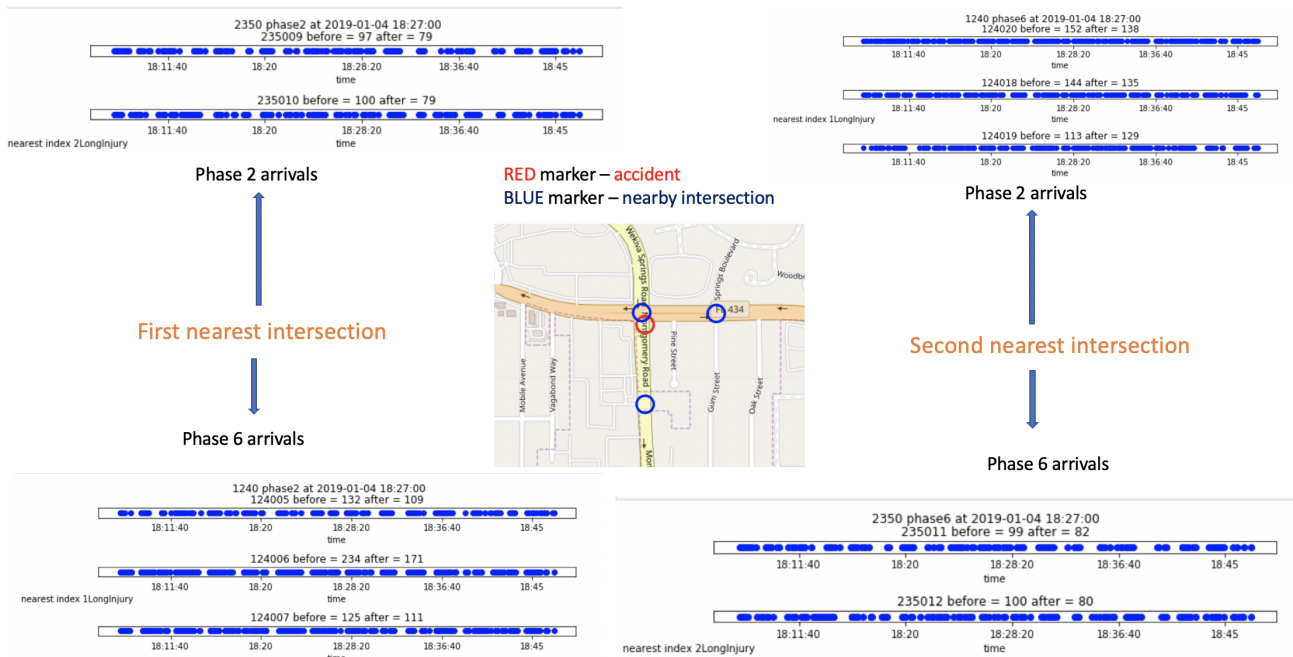 2350 phase2 at 2019-01-04 18:27:00
235009 before = 97 after = 79
18:11:40 18:20 18:28:20 18:36:40 18:45
time
235010 before = 100 after = 79
18:11:40 18:20 18:28:20 18:36:40 18:45
nearest index 2LongInjury time
Phase 2 arrivals
1240 phase6 at 2019-01-04 18:27:00
124020 before = 152 after = 138
18:11:40 18:20 18:28:20 18:36:40 18:45
time
124018 before = 144 after = 135
18:11:40 18:20 18:28:20 18:36:40 18:45
nearest index 1LongInjury time
124019 before = 113 after = 129
18:11:40 18:20 18:28:20 18:36:40 18:45
time
Phase 2 arrivals
RED marker – accident
BLUE marker – nearby intersection
Wekiva Springs Road
Springs Boulevard
Woodbr
FL 434
Montgomery Road
Pine Street
Mobile Avenue
Vagabond Way
Gum Street
Oak Street
Mon
First nearest intersection
Second nearest intersection
Phase 6 arrivals
1240 phase2 at 2019-01-04 18:27:00
124005 before = 132 after = 109
18:11:40 18:20 18:28:20 18:36:40 18:45
time
124006 before = 234 after = 171
18:11:40 18:20 18:28:20 18:36:40 18:45
nearest index 1LongInjury time
124007 before = 125 after = 111
18:11:40 18:20 18:28:20 18:36:40 18:45
time
Phase 6 arrivals
2350 phase6 at 2019-01-04 18:27:00
235011 before = 99 after = 82
18:11:40 18:20 18:28:20 18:36:40 18:45
time
235012 before = 100 after = 80
18:11:40 18:20 18:28:20 18:36:40 18:45
nearest index 2LongInjury time